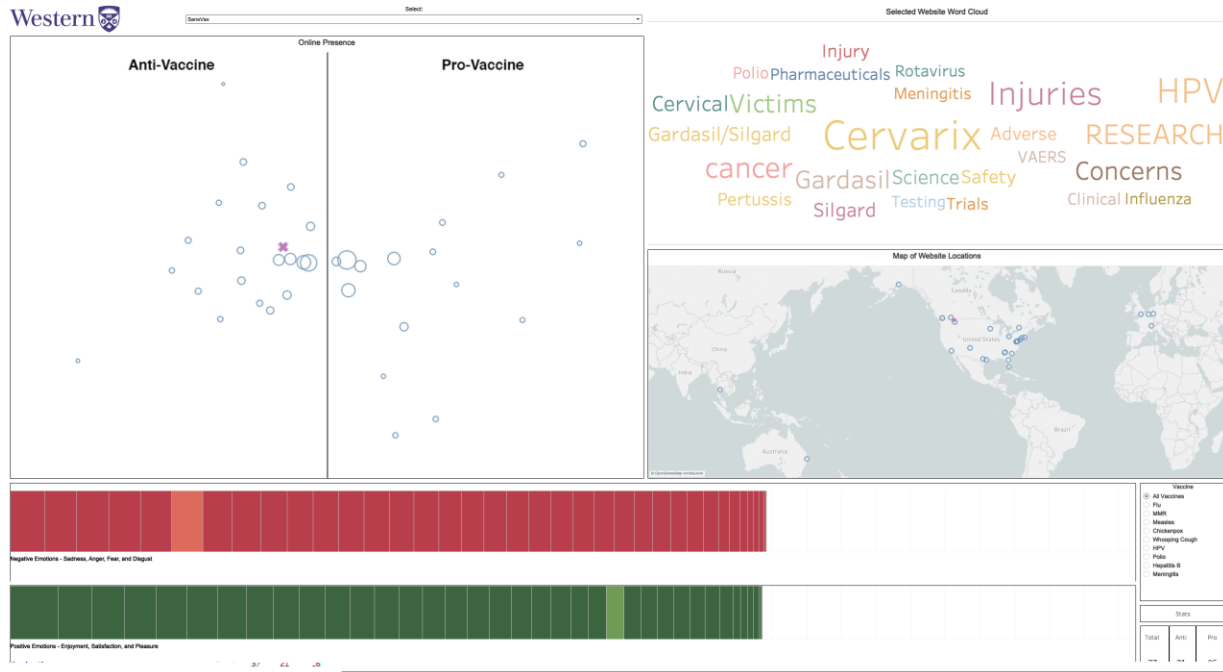 Western
Select:
SaneVax
Online Presence
Anti-Vaccine
Pro-Vaccine
Selected Website Word Cloud
Injury
Polio Pharmaceuticals Rotavirus
Meningitis Injuries HPV
Cervical Victims
Gardasil/Silgard Cervarix Adverse RESEARCH
VAERS
cancer Gardasil Science Safety Concerns
Pertussis Silgard Testing Trials Clinical Influenza
Map of Website Locations
Russia
Canada
United States
China
India
Brazil
Australia
© OpenStreetMap contributors
Negative Emotions - Sadness, Anger, Fear, and Disgust
Positive Emotions - Enjoyment, Satisfaction, and Pleasure
Vaccine
All Vaccines
Flu
MMR
Measles
Chickenpox
Whooping Cough
HPV
Polio
Hepatitis B
Meningitis
Stats
Total Anti Pro